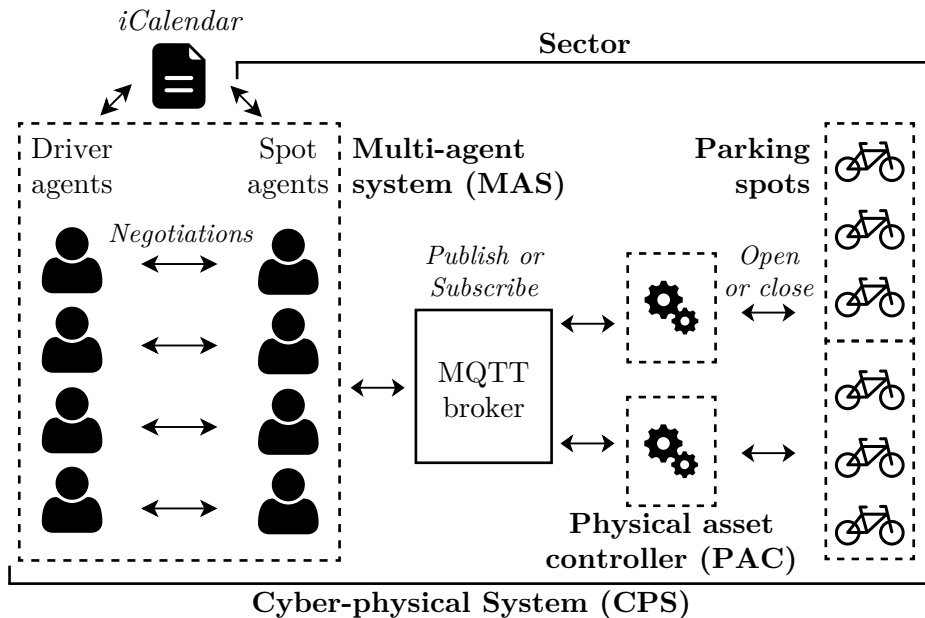 iCalendar
Sector
Driver
agents
Spot
agents
Multi-agent
system (MAS)
Parking
spots
Negotiations
Publish or
Subscribe
Open
or close
MQTT
broker
Physical asset
controller (PAC)
Cyber-physical System (CPS)